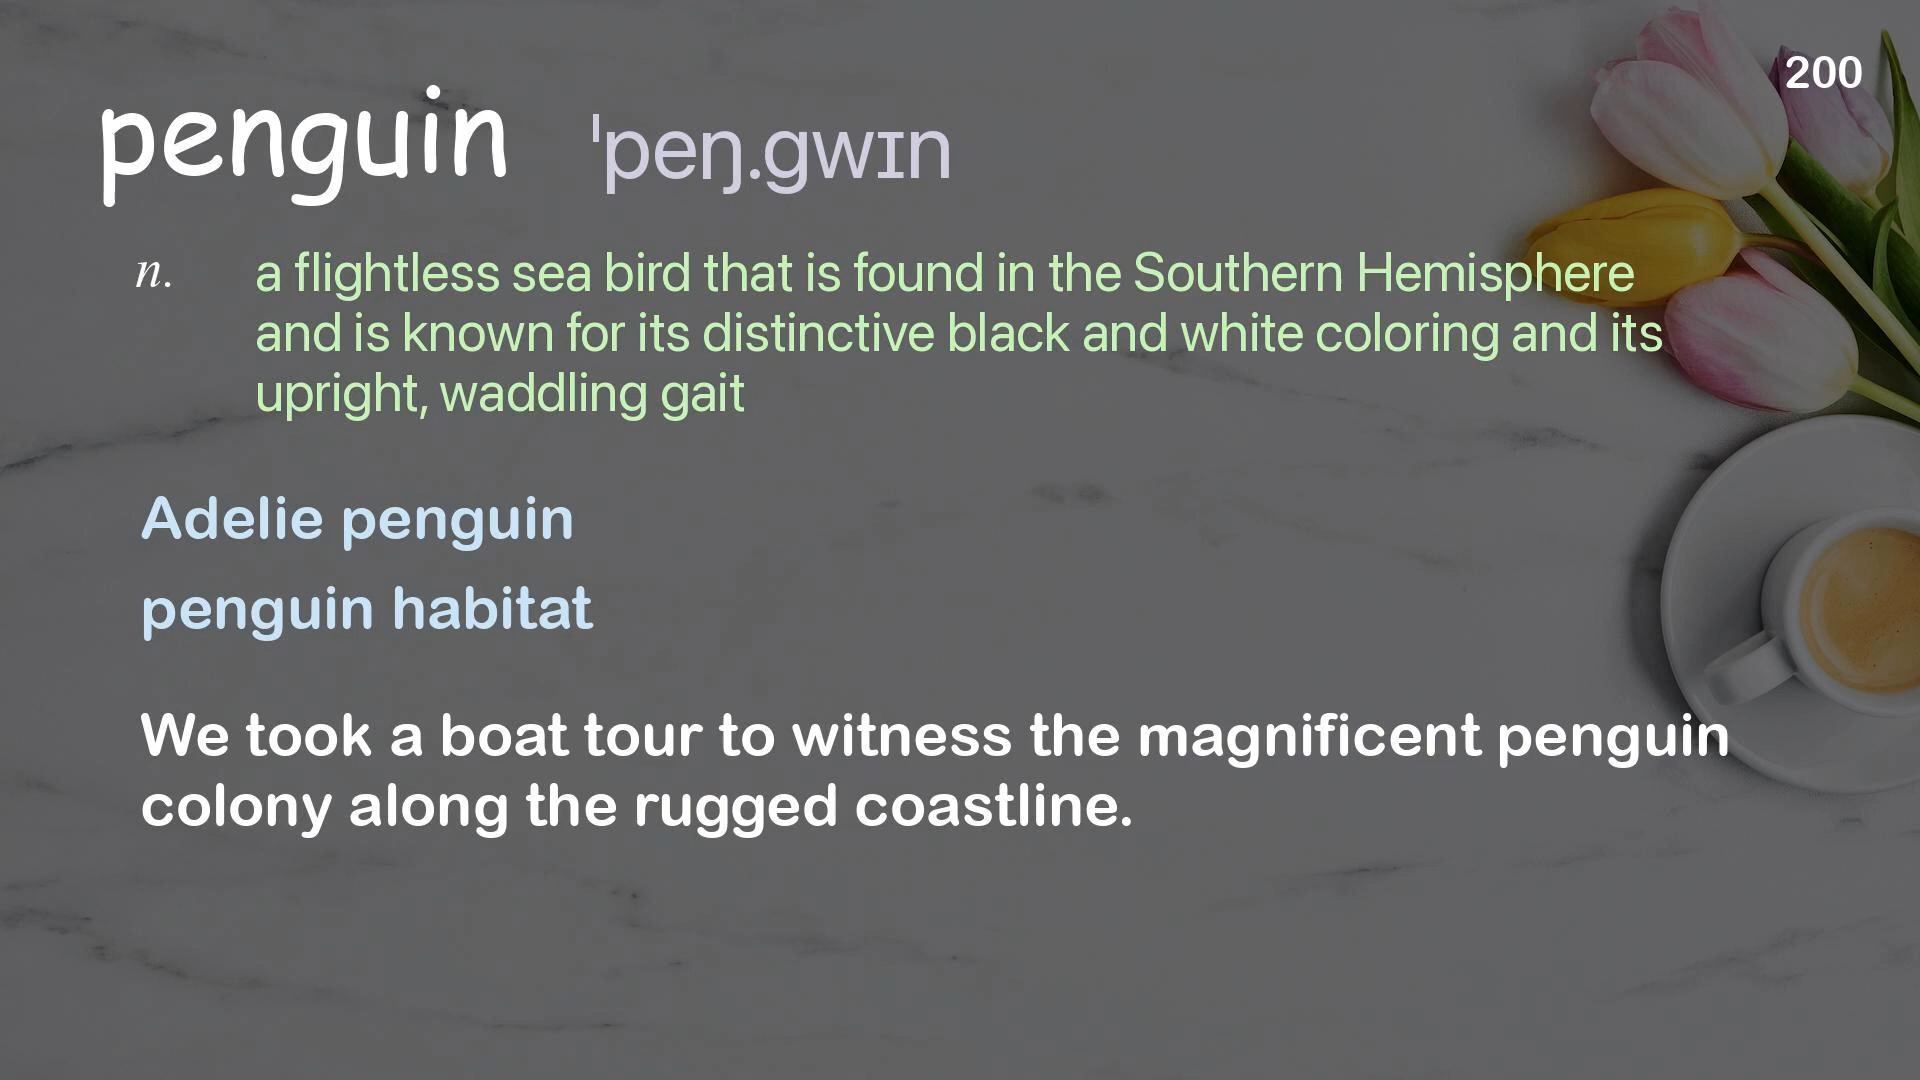 200
penguin ˈpeŋ.gwɪn
n. a flightless sea bird that is found in the Southern Hemisphere
and is known for its distinctive black and white coloring and its
upright, waddling gait
Adelie penguin
penguin habitat
We took a boat tour to witness the magnificent penguin
colony along the rugged coastline.